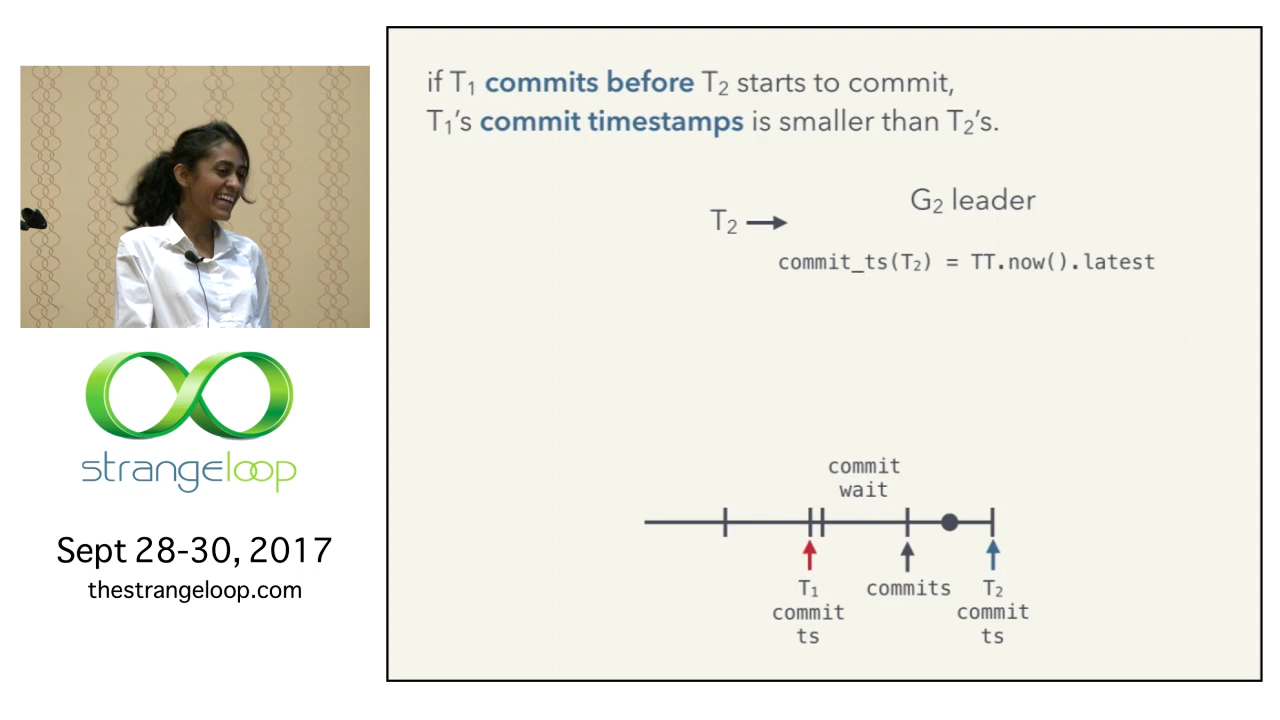 if T₁ commits before T₂ starts to commit,
T₁'s commit timestamps is smaller than T₂'s.
T₂
G₂ leader
commit_ts(T₂) = TT.now().latest
commit
wait
T₁
commit
ts
commits
T₂
commit
ts
strangeloop
Sept 28-30, 2017
thestrangeloop.com